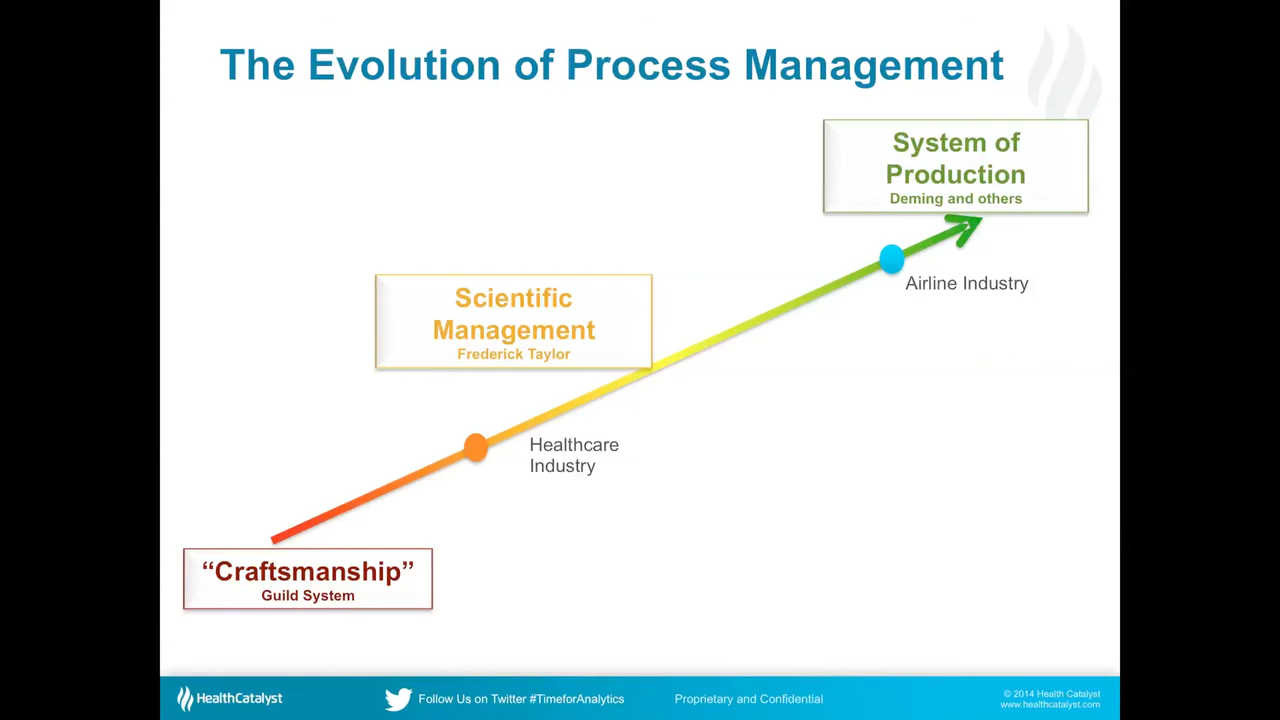 The Evolution of Process Management
System of
Production
Deming and others
Airline Industry
Scientific
Management
Frederick Taylor
Healthcare
Industry
“Craftsmanship”
Guild System
HealthCatalyst
Follow Us on Twitter #TimeforAnalytics
Proprietary and Confidential
© 2014 Health Catalyst
www.healthcatalyst.com